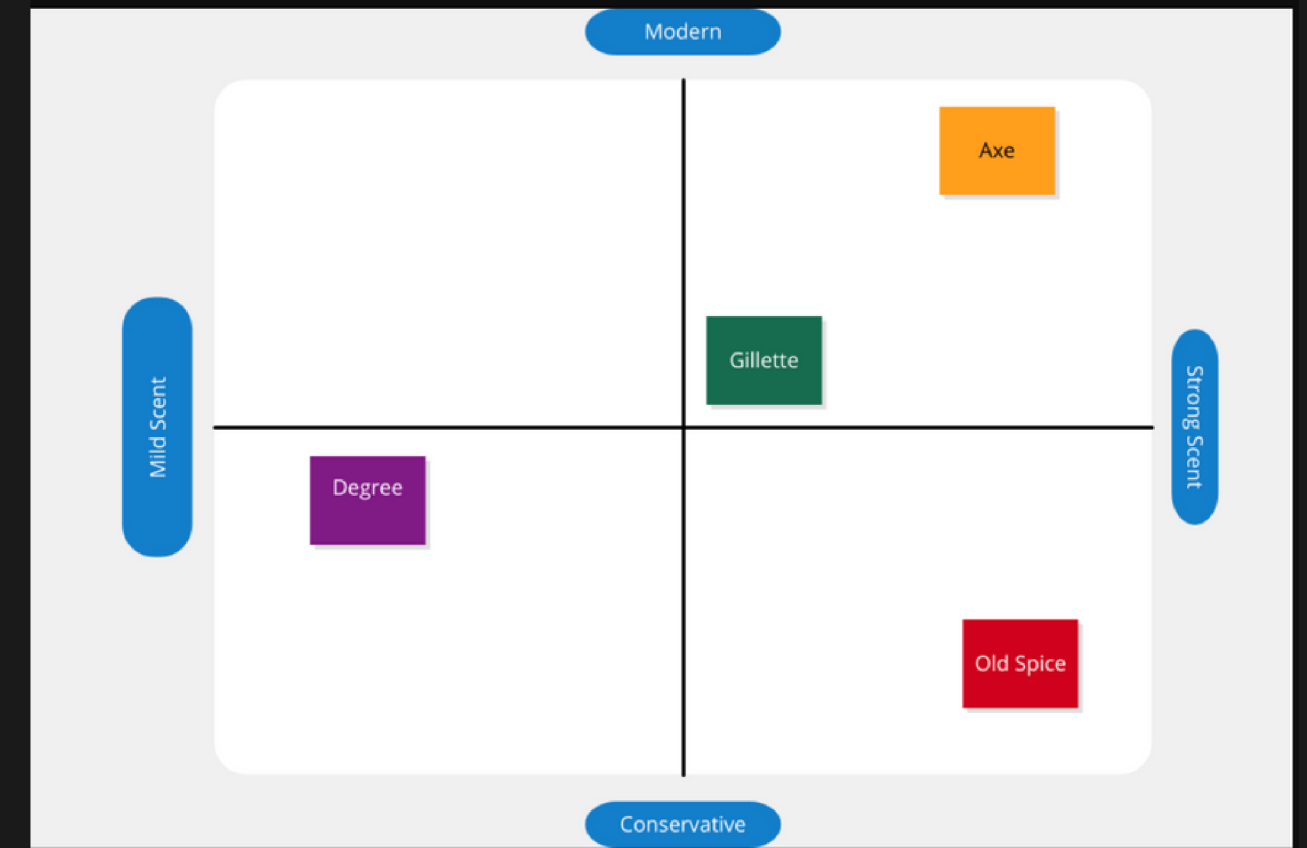 Modern
Axe
Gillette
Mild Scent
Strong Scent
Degree
Old Spice
Conservative